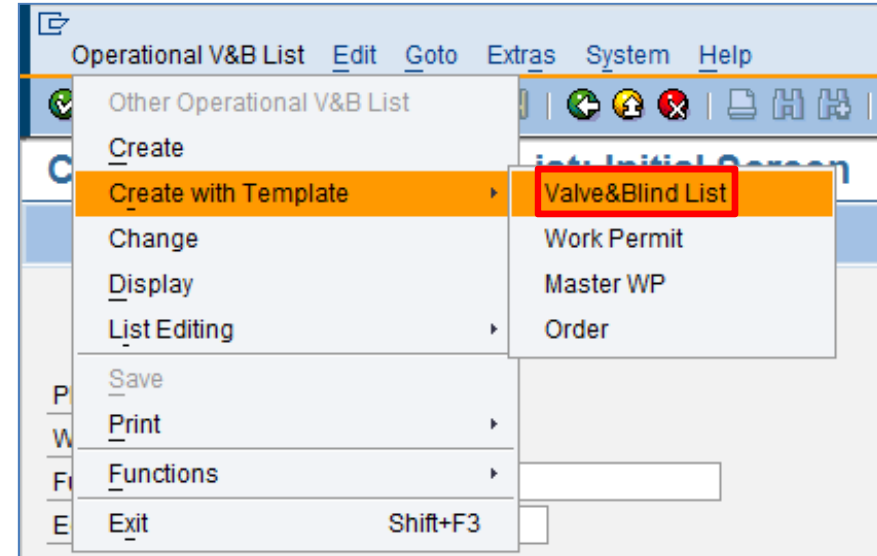 Operational V&B List Edit Goto Extras System Help
Other Operational V&B List
Create
Create with Template
Change
Display
List Editing
Save
Print
Functions
Exit Shift+F3
Valve&Blind List
Work Permit
Master WP
Order